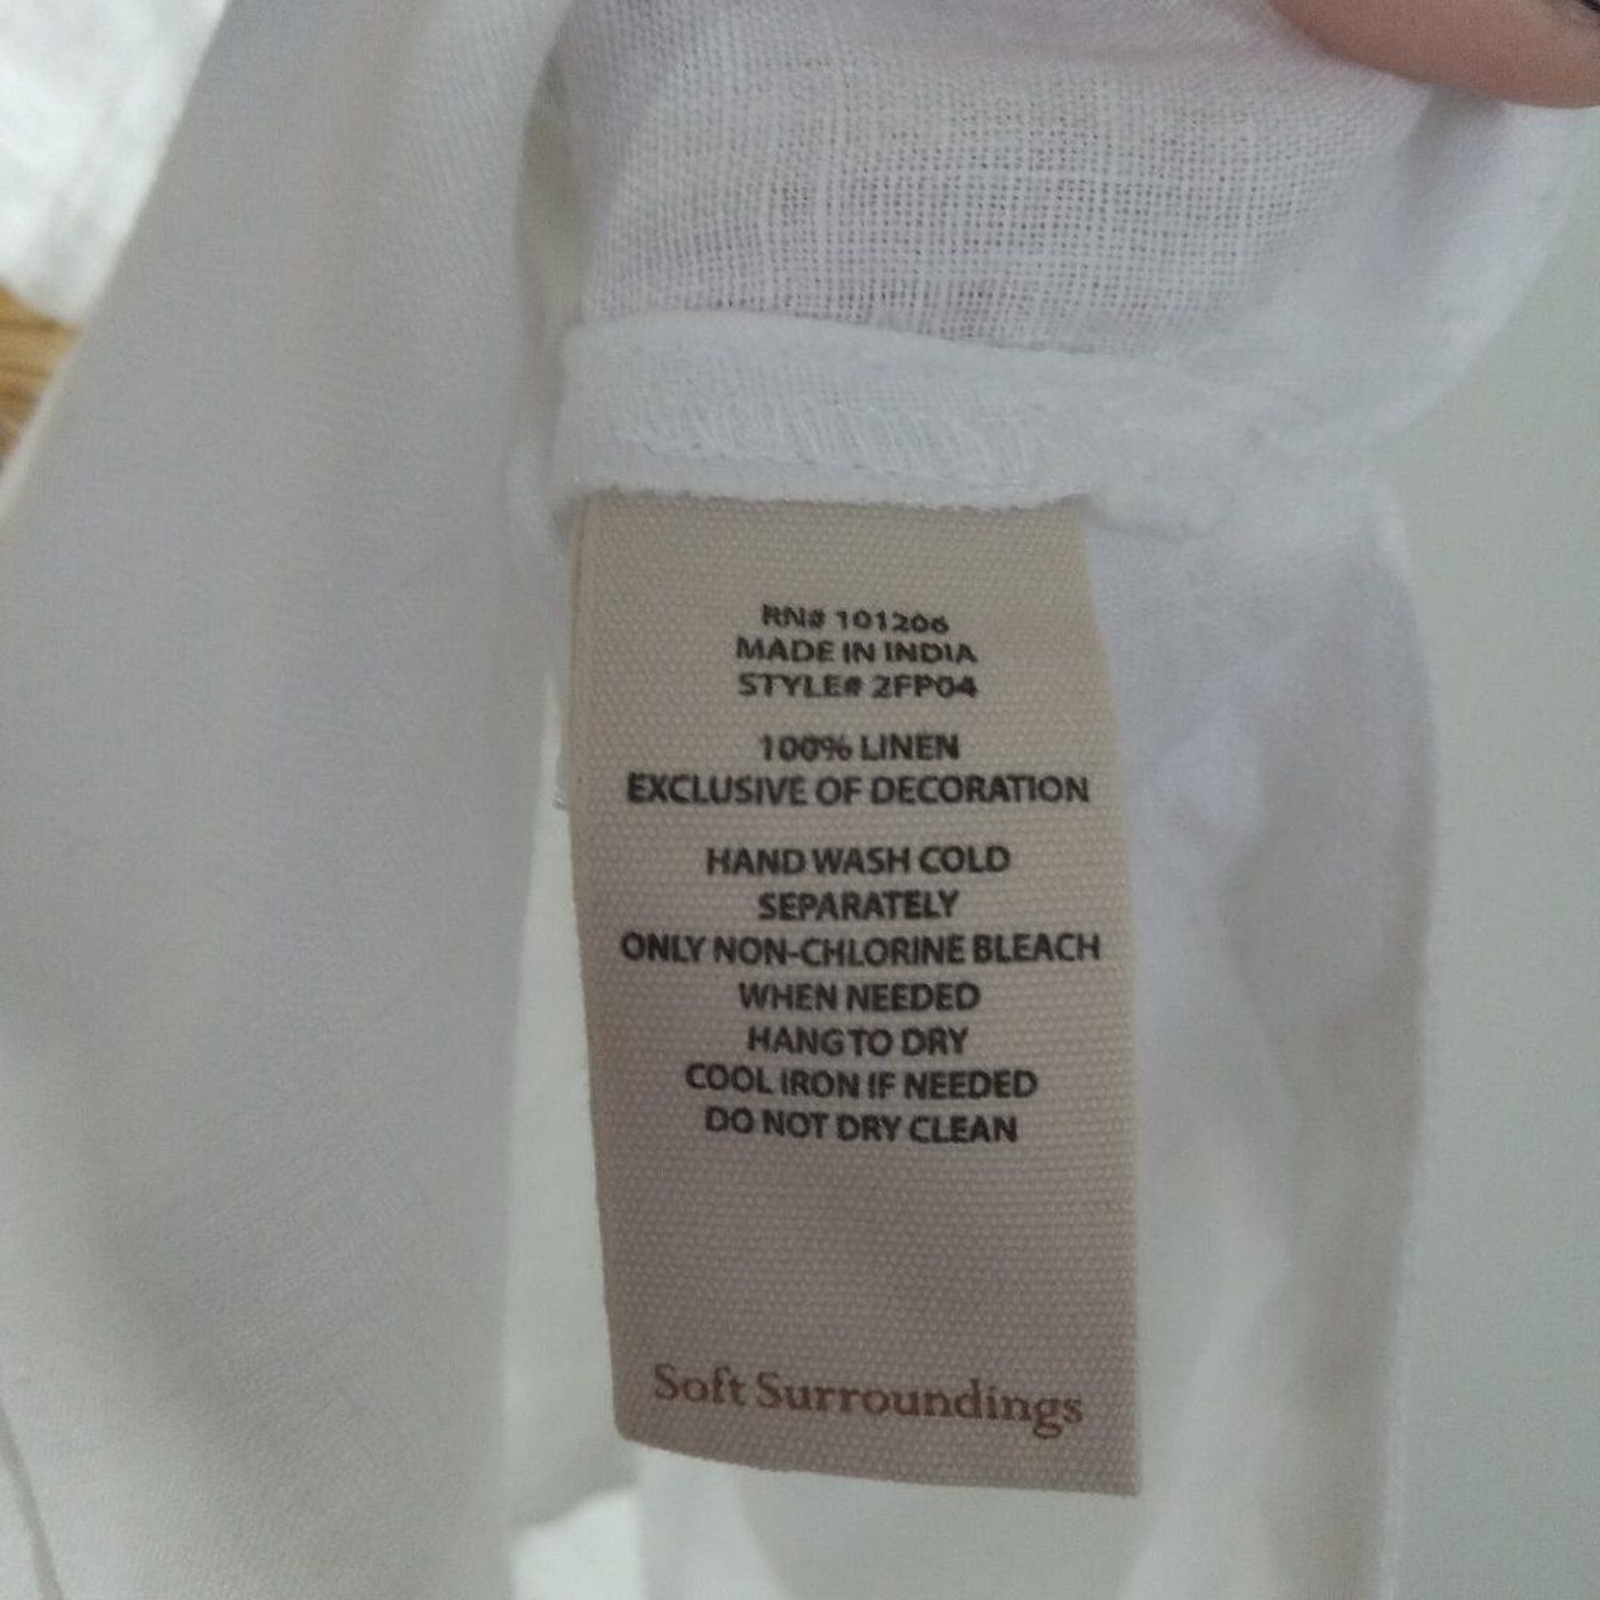 RN# 101206
MADE IN INDIA
STYLE# 2FP04
100% LINEN
EXCLUSIVE OF DECORATION
HAND WASH COLD
SEPARATELY
ONLY NON-CHLORINE BLEACH
WHEN NEEDED
HANG TO DRY
COOL IRON IF NEEDED
DO NOT DRY CLEAN
Soft Surroundings